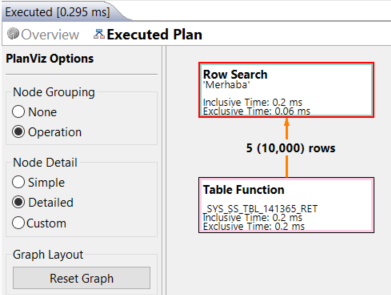 Executed [0.295 ms]
Overview Executed Plan
PlanViz Options
Node Grouping
None
Operation
Node Detail
Simple
Detailed
Custom
Graph Layout
Reset Graph
Row Search
'Merhaba'
Inclusive Time: 0.2 ms
Exclusive Time: 0.06 ms
5 (10,000) rows
Table Function
_SYS_SS_TBL_141365_RET
Inclusive Time: 0.2 ms
Exclusive Time: 0.2 ms